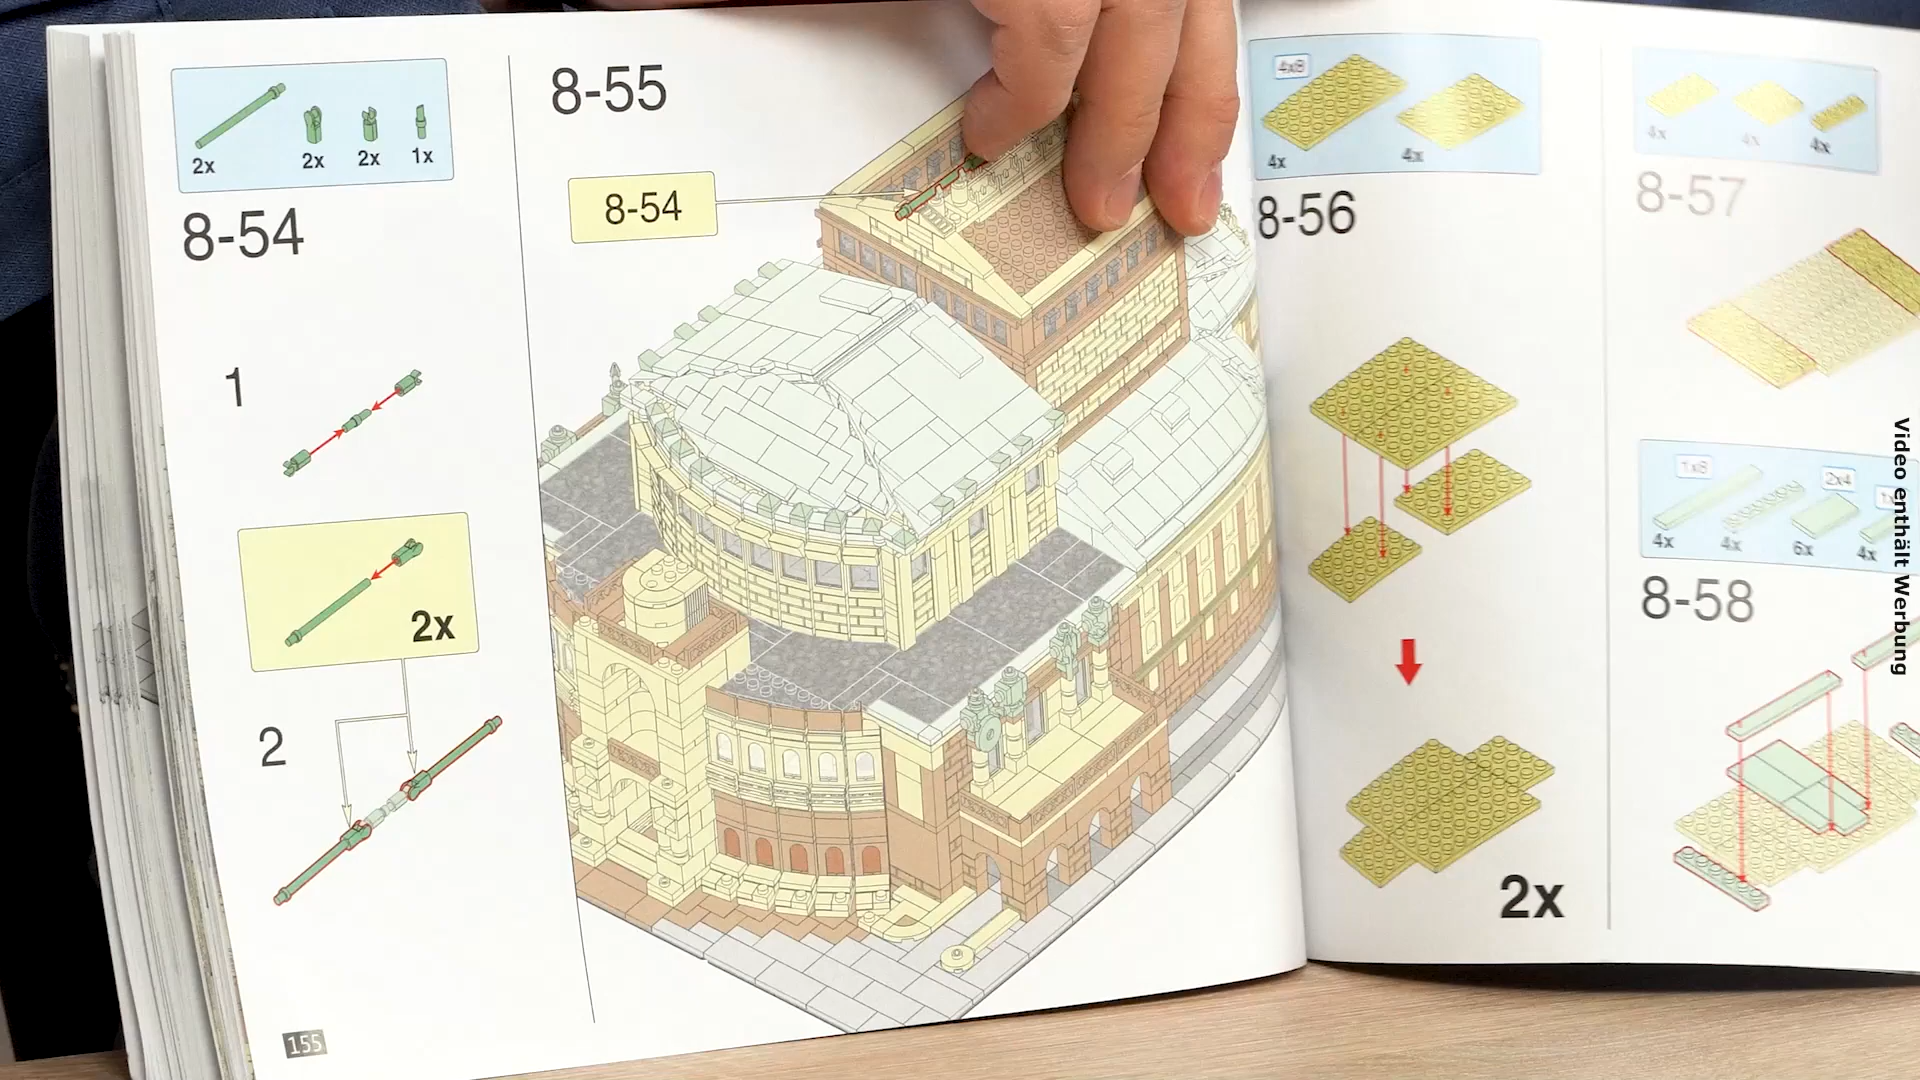 2x
2x
2x
1x
8-54
1
2x
2
155
8-55
8-54
4x8
4x
4x
8-56
2x
4x
4x
4x
8-57
1x8
2x4
4x
4x
6x
4x
8-58
Video enthält Werbung